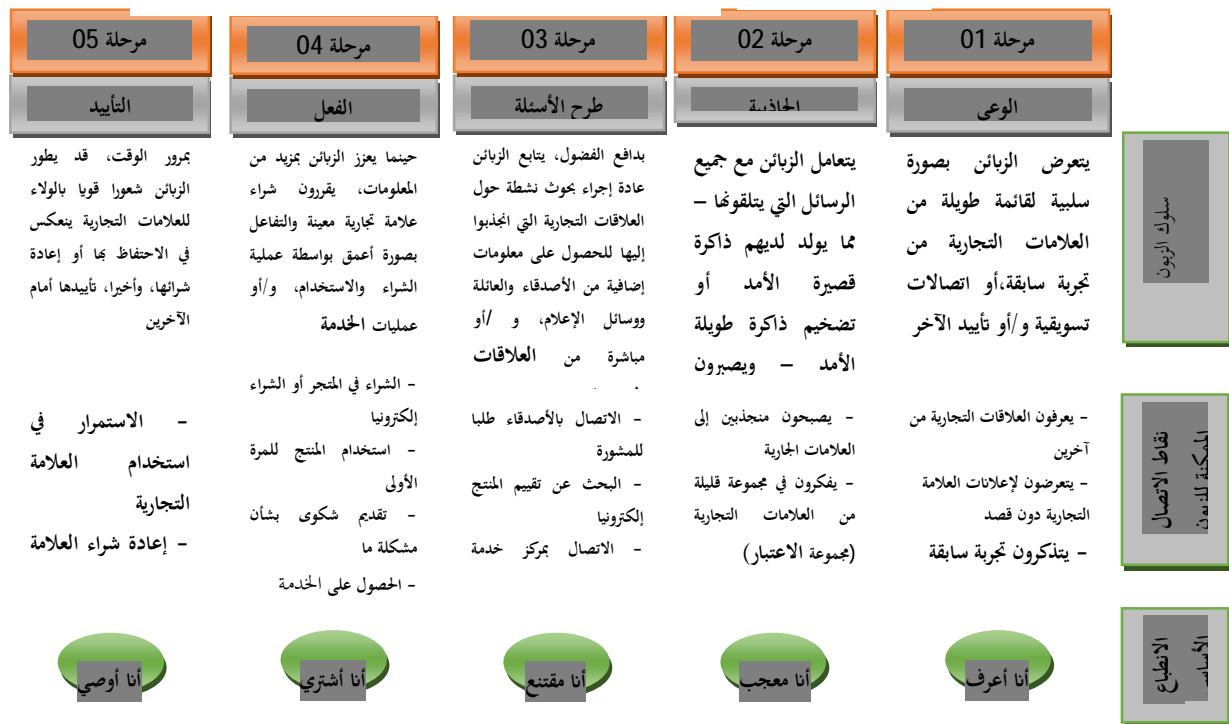 مرحلة 01
الوعي
يتعرض الزبائن بصورة
سلبية لقائمة طويلة من
العلامات التجارية من
تجربة سابقة،أو اتصالات
تسويقية و/أو تأييد الآخر
- يعرفون العلاقات التجارية من
آخرين
- يتعرضون لإعلانات العلامة
التجارية دون قصد
- يتذكرون تجربة سابقة
أنا أعرف
مرحلة 02
الجاذبية
يتعامل الزبائن مع جميع
الرسائل التي يتلقونها –
مما يولد لديهم ذاكرة
قصيرة الأمد أو
تضخيم ذاكرة طويلة
الأمد – ويصبرون
- يصبحون منجذبين إلى
العلامات الجارية
- يفكرون في مجموعة قليلة
من العلامات التجارية
(مجموعة الاعتبار)
أنا معجب
مرحلة 03
طرح الأسئلة
بدافع الفضول، يتابع الزبائن
عادة إجراء بحوث نشطة حول
العلاقات التجارية التي انجذبوا
إليها للحصول على معلومات
إضافية من الأصدقاء والعائلة
ووسائل الإعلام، و /أو
مباشرة من العلاقات
- الاتصال بالأصدقاء طلبا
للمشورة
- البحث عن تقييم المنتج
إلكترونيا
- الاتصال بمركز خدمة
أنا مقتنع
مرحلة 04
الفعل
حينما يعزز الزبائن بمزيد من
المعلومات، يقررون شراء
علامة تجارية معينة والتفاعل
بصورة أعمق بواسطة عملية
الشراء والاستخدام، و/أو
عمليات الخدمة
- الشراء في المتجر أو الشراء
إلكترونيا
- استخدام المنتج للمرة
الأولى
- تقديم شكوى بشأن
مشكلة ما
- الحصول على الخدمة
أنا أشتري
مرحلة 05
التأييد
بمرور الوقت، قد يطور
الزبائن شعورا قويا بالولاء
للعلامات التجارية ينعكس
في الاحتفاظ بها أو إعادة
شرائها، وأخيرا، تأييدها أمام
الآخرين
- الاستمرار في
استخدام العلامة
التجارية
- إعادة شراء العلامة
أنا أوصي
سلوك الزبون
نقاط الاتصال
الممكنة للزبون
الانطباع